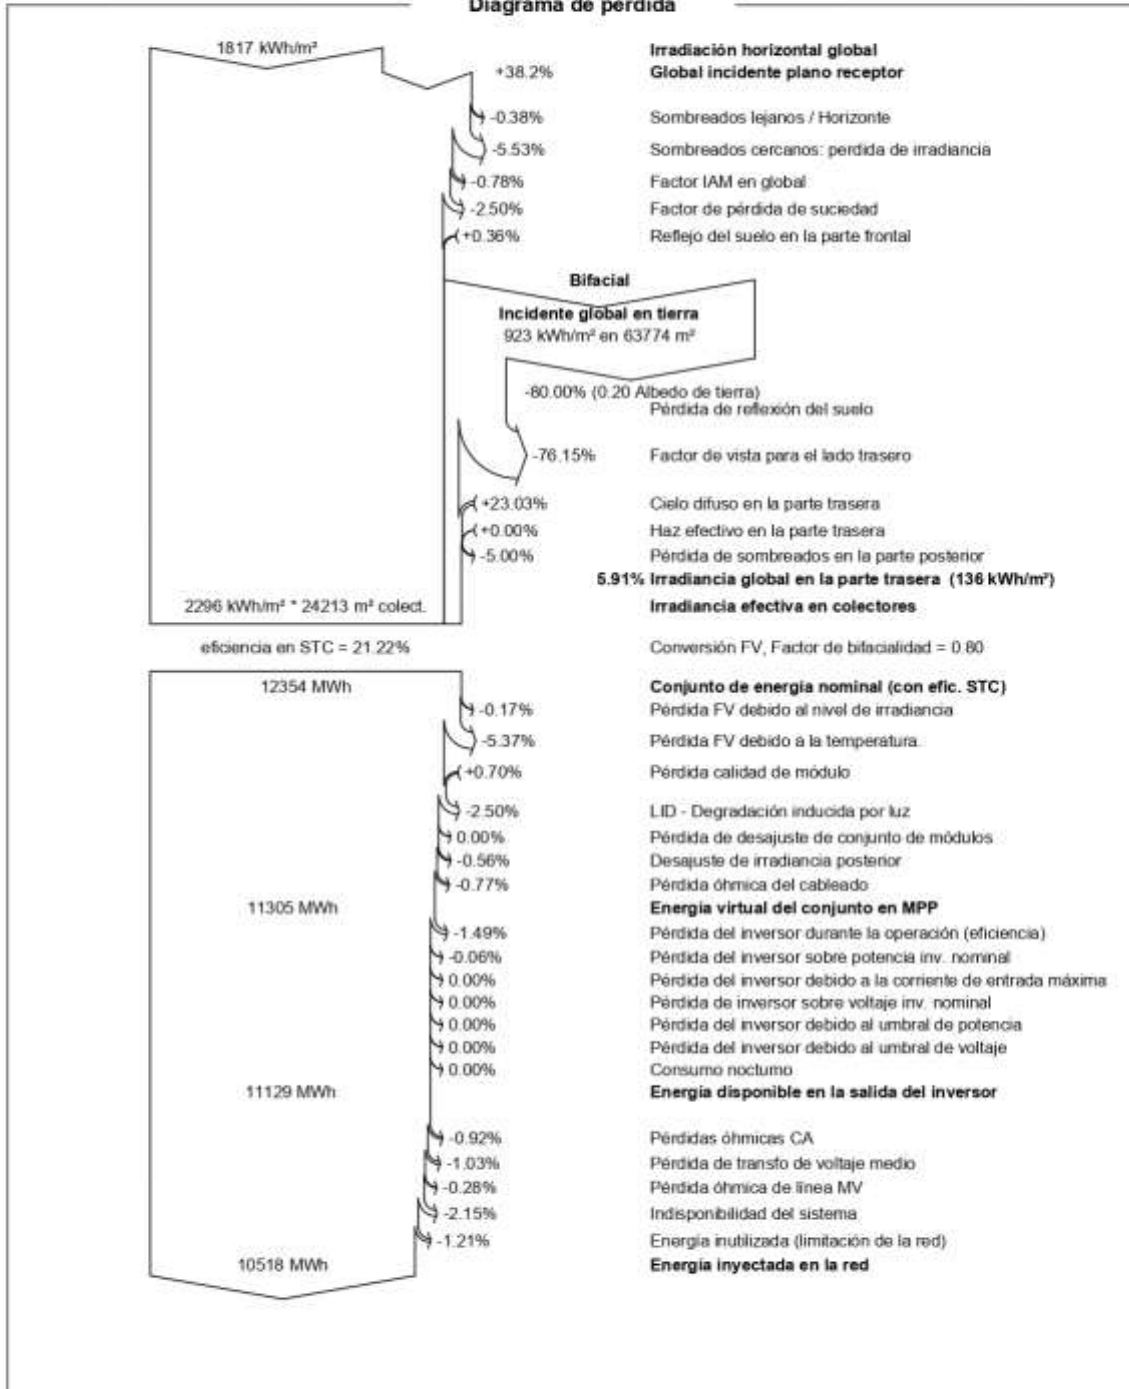 Diagrama de pérdida
1817 kWh/m² Irradiación horizontal global
+38.2% Global incidente plano receptor
-0.38% Sombreados lejanos / Horizonte
-5.53% Sombreados cercanos: perdida de irradiancia
-0.78% Factor IAM en global
-2.50% Factor de pérdida de suciedad
+0.36% Reflejo del suelo en la parte frontal
Bifacial
Incidente global en tierra
923 kWh/m² en 63774 m²
-80.00% (0.20 Albedo de tierra)
Pérdida de reflexión del suelo
-76.15% Factor de vista para el lado trasero
+23.03% Cielo difuso en la parte trasera
+0.00% Haz efectivo en la parte trasera
-5.00% Pérdida de sombreados en la parte posterior
5.91% Irradiancia global en la parte trasera (136 kWh/m²)
2296 kWh/m² * 24213 m² colect. Irradiancia efectiva en colectores
eficiencia en STC = 21.22% Conversión FV, Factor de bifacialidad = 0.80
12354 MWh Conjunto de energía nominal (con efic. STC)
-0.17% Pérdida FV debido al nivel de irradiancia
-5.37% Pérdida FV debido a la temperatura.
+0.70% Pérdida calidad de módulo
-2.50% LID - Degradación inducida por luz
0.00% Pérdida de desajuste de conjunto de módulos
-0.56% Desajuste de irradiancia posterior
-0.77% Pérdida óhmica del cableado
11305 MWh Energía virtual del conjunto en MPP
-1.49% Pérdida del inversor durante la operación (eficiencia)
-0.06% Pérdida del inversor sobre potencia inv. nominal
0.00% Pérdida del inversor debido a la corriente de entrada máxima
0.00% Pérdida de inversor sobre voltaje inv. nominal
0.00% Pérdida del inversor debido al umbral de potencia
0.00% Pérdida del inversor debido al umbral de voltaje
0.00% Consumo nocturno
11129 MWh Energía disponible en la salida del inversor
-0.92% Pérdidas óhmicas CA
-1.03% Pérdida de transfo de voltaje medio
-0.28% Pérdida óhmica de línea MV
-2.15% Indisponibilidad del sistema
-1.21% Energía inutilizada (limitación de la red)
10518 MWh Energía inyectada en la red